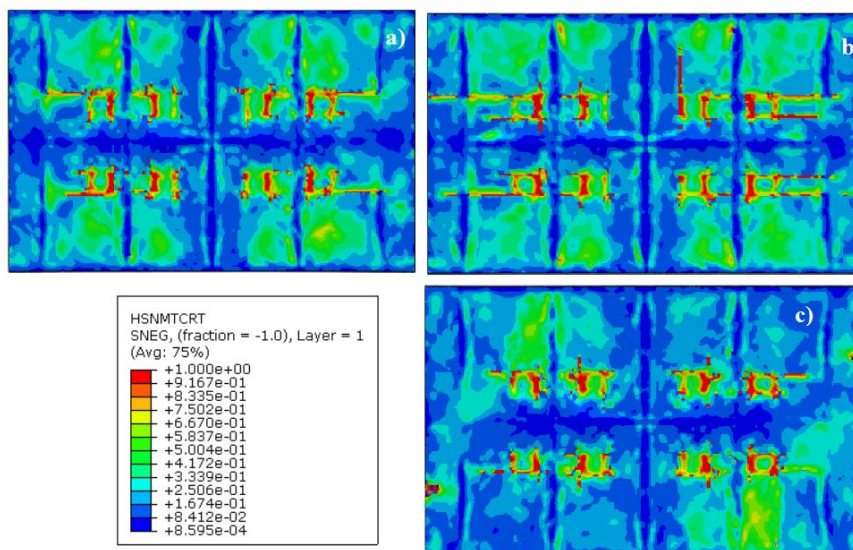 a)
b
HSNMTCRT
SNEG, (fraction = -1.0), Layer = 1
(Avg: 75%)
+1.000e+00
+9.167e-01
+8.335e-01
+7.502e-01
+6.670e-01
+5.837e-01
+5.004e-01
+4.172e-01
+3.339e-01
+2.506e-01
+1.674e-01
+8.412e-02
+8.595e-04
c)